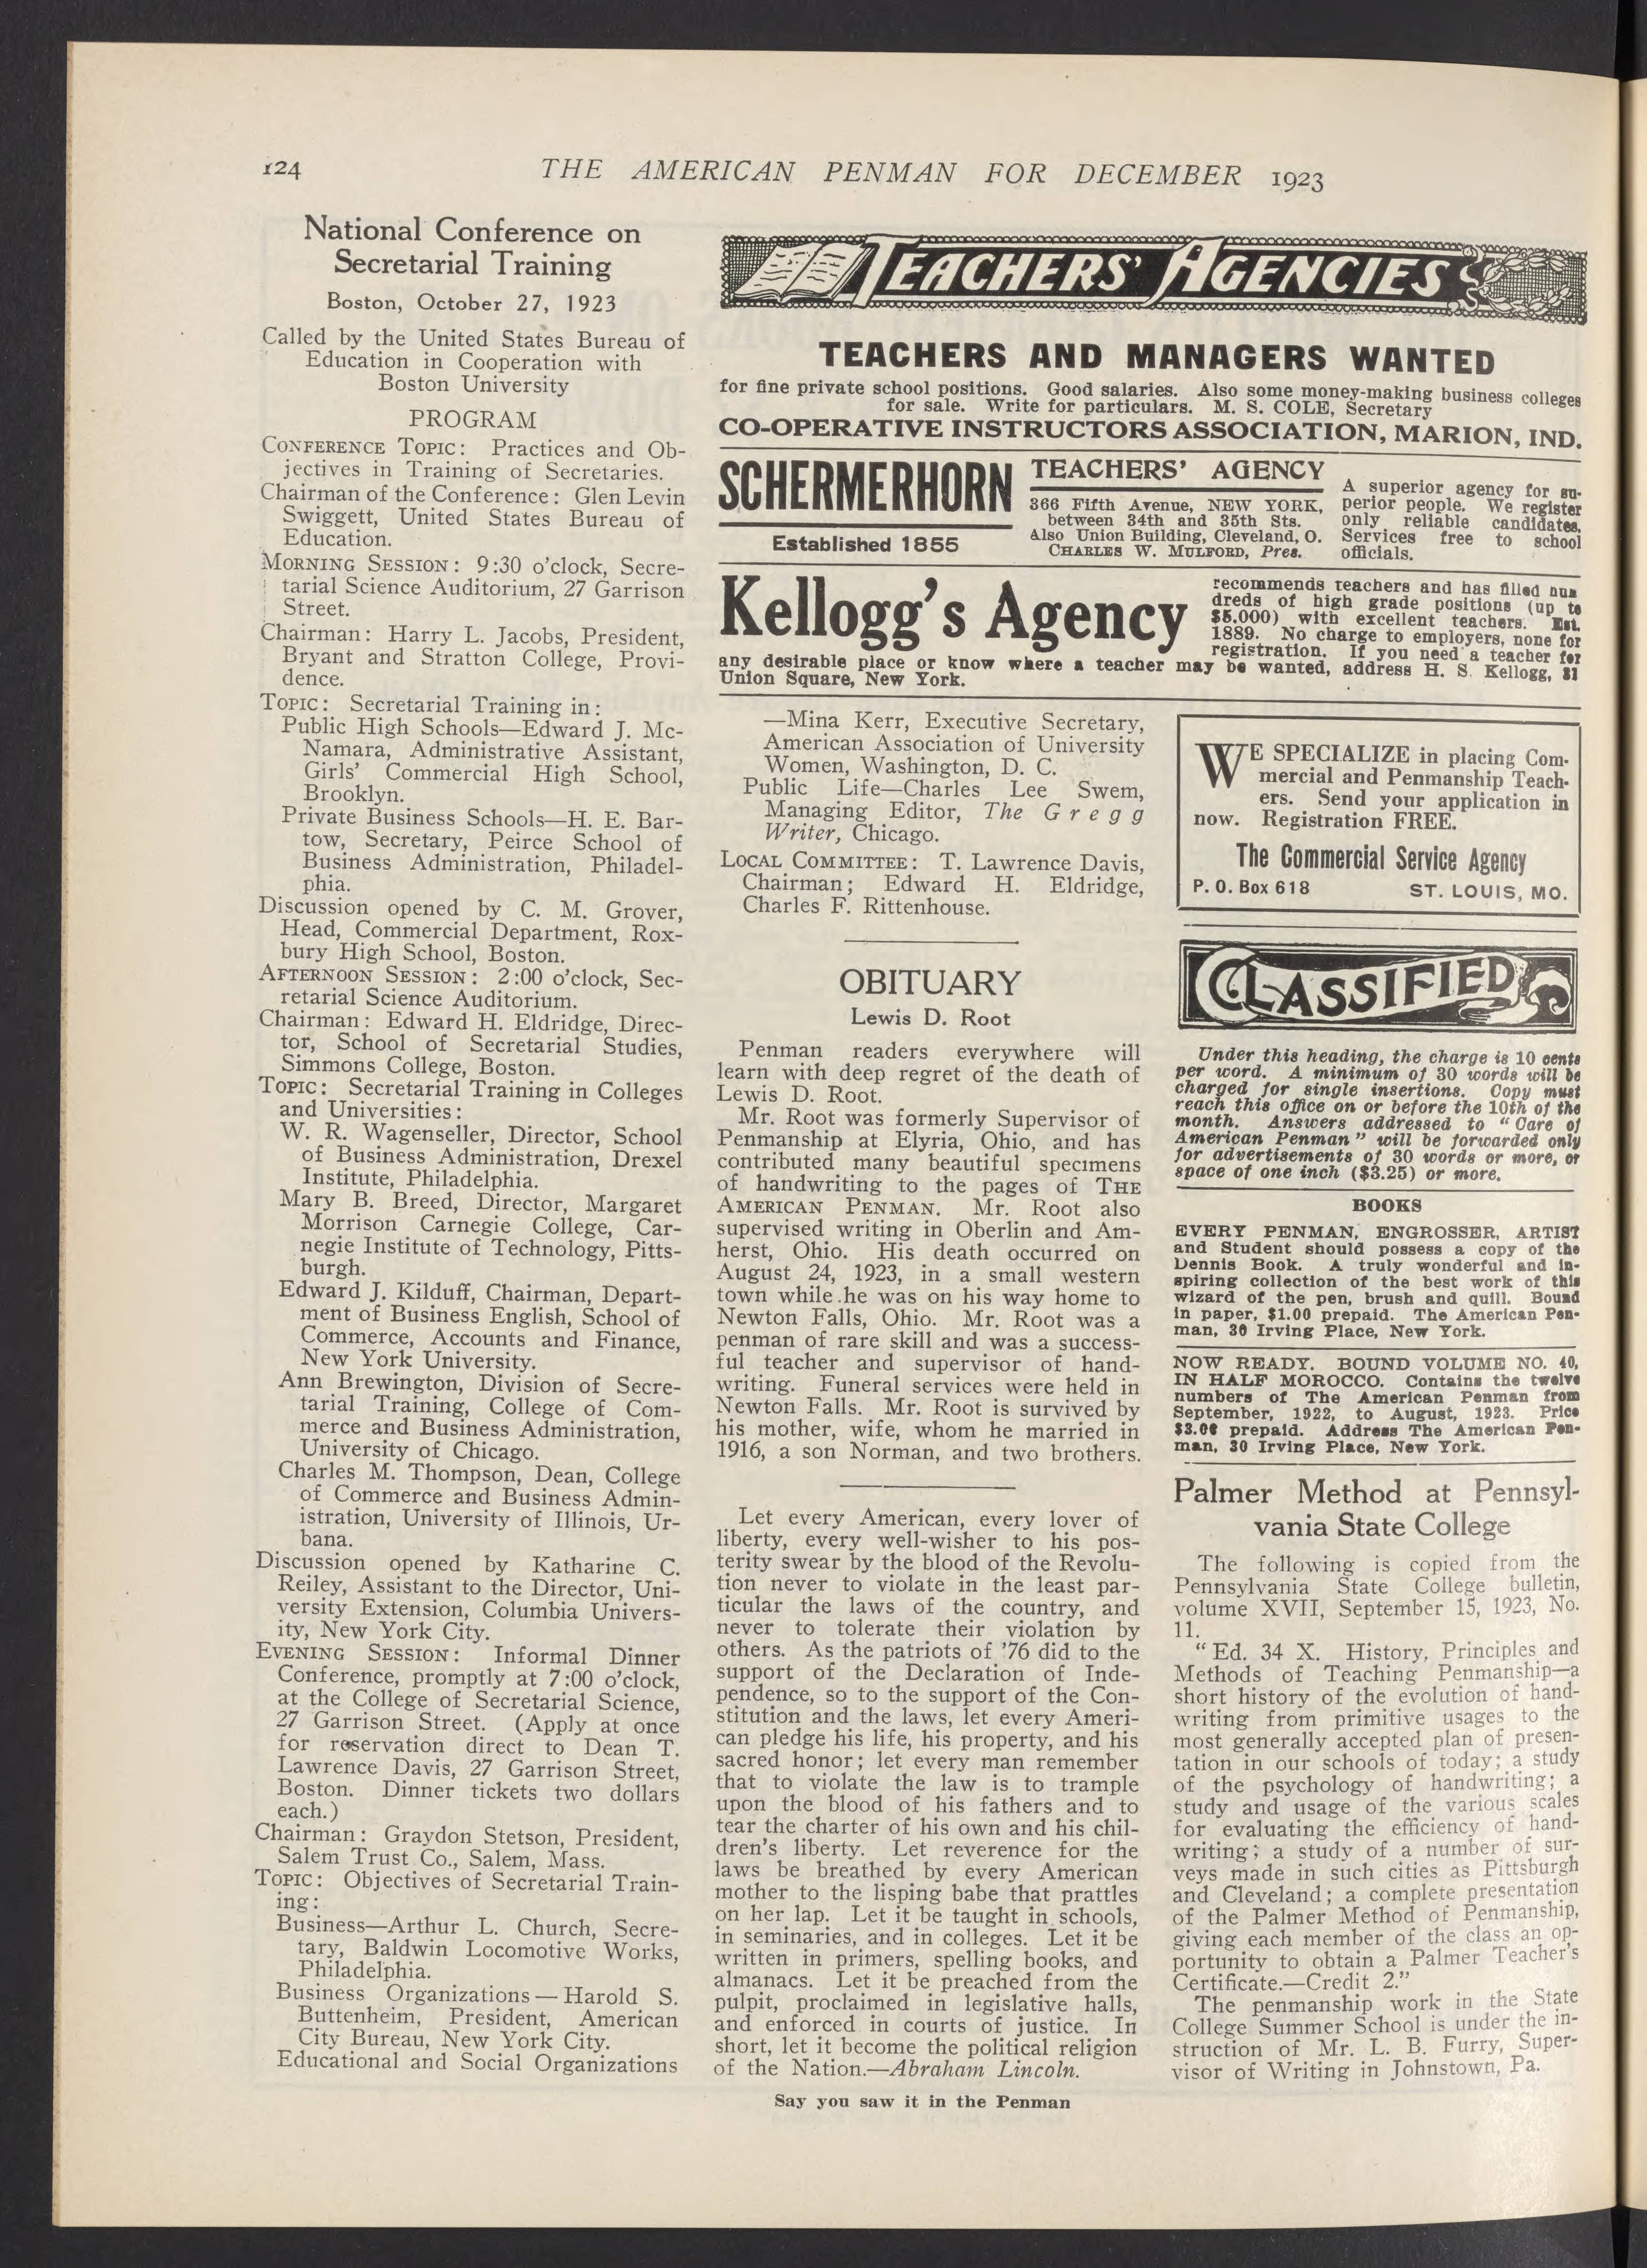 124 THE AMERICAN PENMAN FOR DECEMBER 1923
National Conference on
Secretarial Training
Boston, October 27, 1923
Called by the United States Bureau of
Education in Cooperation with
Boston University
PROGRAM
CONFERENCE TOPIC: Practices and Ob-
jectives in Training of Secretaries.
Chairman of the Conference: Glen Levin
Swiggett, United States Bureau of
Education.
MORNING SESSION: 9:30 o'clock, Secre-
tarial Science Auditorium, 27 Garrison
Street.
Chairman: Harry L. Jacobs, President,
Bryant and Stratton College, Provi-
dence.
TOPIC: Secretarial Training in:
Public High Schools—Edward J. Mc-
Namara, Administrative Assistant,
Girls' Commercial High School,
Brooklyn.
Private Business Schools—H. E. Bar-
tow, Secretary, Peirce School of
Business Administration, Philadel-
phia.
Discussion opened by C. M. Grover,
Head, Commercial Department, Rox-
bury High School, Boston.
AFTERNOON SESSION: 2:00 o'clock, Sec-
retarial Science Auditorium.
Chairman: Edward H. Eldridge, Direc-
tor, School of Secretarial Studies,
Simmons College, Boston.
TOPIC: Secretarial Training in Colleges
and Universities:
W. R. Wagenseller, Director, School
of Business Administration, Drexel
Institute, Philadelphia.
Mary B. Breed, Director, Margaret
Morrison Carnegie College, Car-
negie Institute of Technology, Pitts-
burgh.
Edward J. Kilduff, Chairman, Depart-
ment of Business English, School of
Commerce, Accounts and Finance,
New York University.
Ann Brewington, Division of Secre-
tarial Training, College of Com-
merce and Business Administration,
University of Chicago.
Charles M. Thompson, Dean, College
of Commerce and Business Admin-
istration, University of Illinois, Ur-
bana.
Discussion opened by Katharine C.
Reiley, Assistant to the Director, Uni-
versity Extension, Columbia Univers-
ity, New York City.
EVENING SESSION: Informal Dinner
Conference, promptly at 7:00 o'clock,
at the College of Secretarial Science,
27 Garrison Street. (Apply at once
for reservation direct to Dean T.
Lawrence Davis, 27 Garrison Street,
Boston. Dinner tickets two dollars
each.)
Chairman: Graydon Stetson, President,
Salem Trust Co., Salem, Mass.
TOPIC: Objectives of Secretarial Train-
ing:
Business—Arthur L. Church, Secre-
tary, Baldwin Locomotive Works,
Philadelphia.
Business Organizations—Harold S.
Buttenheim, President, American
City Bureau, New York City.
Educational and Social Organizations
TEACHERS' AGENCIES
TEACHERS AND MANAGERS WANTED
for fine private school positions. Good salaries. Also some money-making business colleges
for sale. Write for particulars. M. S. COLE, Secretary
CO-OPERATIVE INSTRUCTORS ASSOCIATION, MARION, IND.
SCHERMERHORN
Established 1855
TEACHERS' AGENCY
366 Fifth Avenue, NEW YORK,
between 34th and 35th Sts.
Also Union Building, Cleveland, O.
CHARLES W. MULFORD, Pres.
A superior agency for su-
perior people. We register
only reliable candidates.
Services free to school
officials.
Kellogg's Agency
recommends teachers and has filled hun
dreds of high grade positions (up to
$5.000) with excellent teachers. Est.
1889. No charge to employers, none for
registration. If you need a teacher for
any desirable place or know where a teacher may be wanted, address H. S. Kellogg, 31
Union Square, New York.
—Mina Kerr, Executive Secretary,
American Association of University
Women, Washington, D. C.
Public Life—Charles Lee Swem,
Managing Editor, The Gregg
Writer, Chicago.
LOCAL COMMITTEE: T. Lawrence Davis,
Chairman; Edward H. Eldridge,
Charles F. Rittenhouse.
OBITUARY
Lewis D. Root
Penman readers everywhere will
learn with deep regret of the death of
Lewis D. Root.
Mr. Root was formerly Supervisor of
Penmanship at Elyria, Ohio, and has
contributed many beautiful specimens
of handwriting to the pages of THE
AMERICAN PENMAN. Mr. Root also
supervised writing in Oberlin and Am-
herst, Ohio. His death occurred on
August 24, 1923, in a small western
town while he was on his way home to
Newton Falls, Ohio. Mr. Root was a
penman of rare skill and was a success-
ful teacher and supervisor of hand-
writing. Funeral services were held in
Newton Falls. Mr. Root is survived by
his mother, wife, whom he married in
1916, a son Norman, and two brothers.
Let every American, every lover of
liberty, every well-wisher to his pos-
terity swear by the blood of the Revolu-
tion never to violate in the least par-
ticular the laws of the country, and
never to tolerate their violation by
others. As the patriots of '76 did to the
support of the Declaration of Inde-
pendence, so to the support of the Con-
stitution and the laws, let every Ameri-
can pledge his life, his property, and his
sacred honor; let every man remember
that to violate the law is to trample
upon the blood of his fathers and to
tear the charter of his own and his chil-
dren's liberty. Let reverence for the
laws be breathed by every American
mother to the lisping babe that prattles
on her lap. Let it be taught in schools,
in seminaries, and in colleges. Let it be
written in primers, spelling books, and
almanacs. Let it be preached from the
pulpit, proclaimed in legislative halls,
and enforced in courts of justice. In
short, let it become the political religion
of the Nation.—Abraham Lincoln.
WE SPECIALIZE in placing Com-
mercial and Penmanship Teach-
ers. Send your application in
now. Registration FREE.
The Commercial Service Agency
P. O. Box 618 ST. LOUIS, MO.
CLASSIFIED
Under this heading, the charge is 10 cents
per word. A minimum of 30 words will be
charged for single insertions. Copy must
reach this office on or before the 10th of the
month. Answers addressed to "Care of
American Penman" will be forwarded only
for advertisements of 30 words or more, or
space of one inch ($3.25) or more.
BOOKS
EVERY PENMAN, ENGROSSER, ARTIST
and Student should possess a copy of the
Dennis Book. A truly wonderful and in-
spiring collection of the best work of this
wizard of the pen, brush and quill. Bound
in paper, $1.00 prepaid. The American Pen-
man, 30 Irving Place, New York.
NOW READY. BOUND VOLUME NO. 40,
IN HALF MOROCCO. Contains the twelve
numbers of The American Penman from
September, 1922, to August, 1923. Price
$3.00 prepaid. Address The American Pen-
man, 30 Irving Place, New York.
Palmer Method at Pennsyl-
vania State College
The following is copied from the
Pennsylvania State College bulletin,
volume XVII, September 15, 1923, No.
11.
"Ed. 34 X. History, Principles and
Methods of Teaching Penmanship—a
short history of the evolution of hand-
writing from primitive usages to the
most generally accepted plan of presen-
tation in our schools of today; a study
of the psychology of handwriting; a
study and usage of the various scales
for evaluating the efficiency of hand-
writing; a study of a number of sur-
veys made in such cities as Pittsburgh
and Cleveland; a complete presentation
of the Palmer Method of Penmanship,
giving each member of the class an op-
portunity to obtain a Palmer Teacher's
Certificate.—Credit 2."
The penmanship work in the State
College Summer School is under the in-
struction of Mr. L. B. Furry, Super-
visor of Writing in Johnstown, Pa.
Say you saw it in the Penman